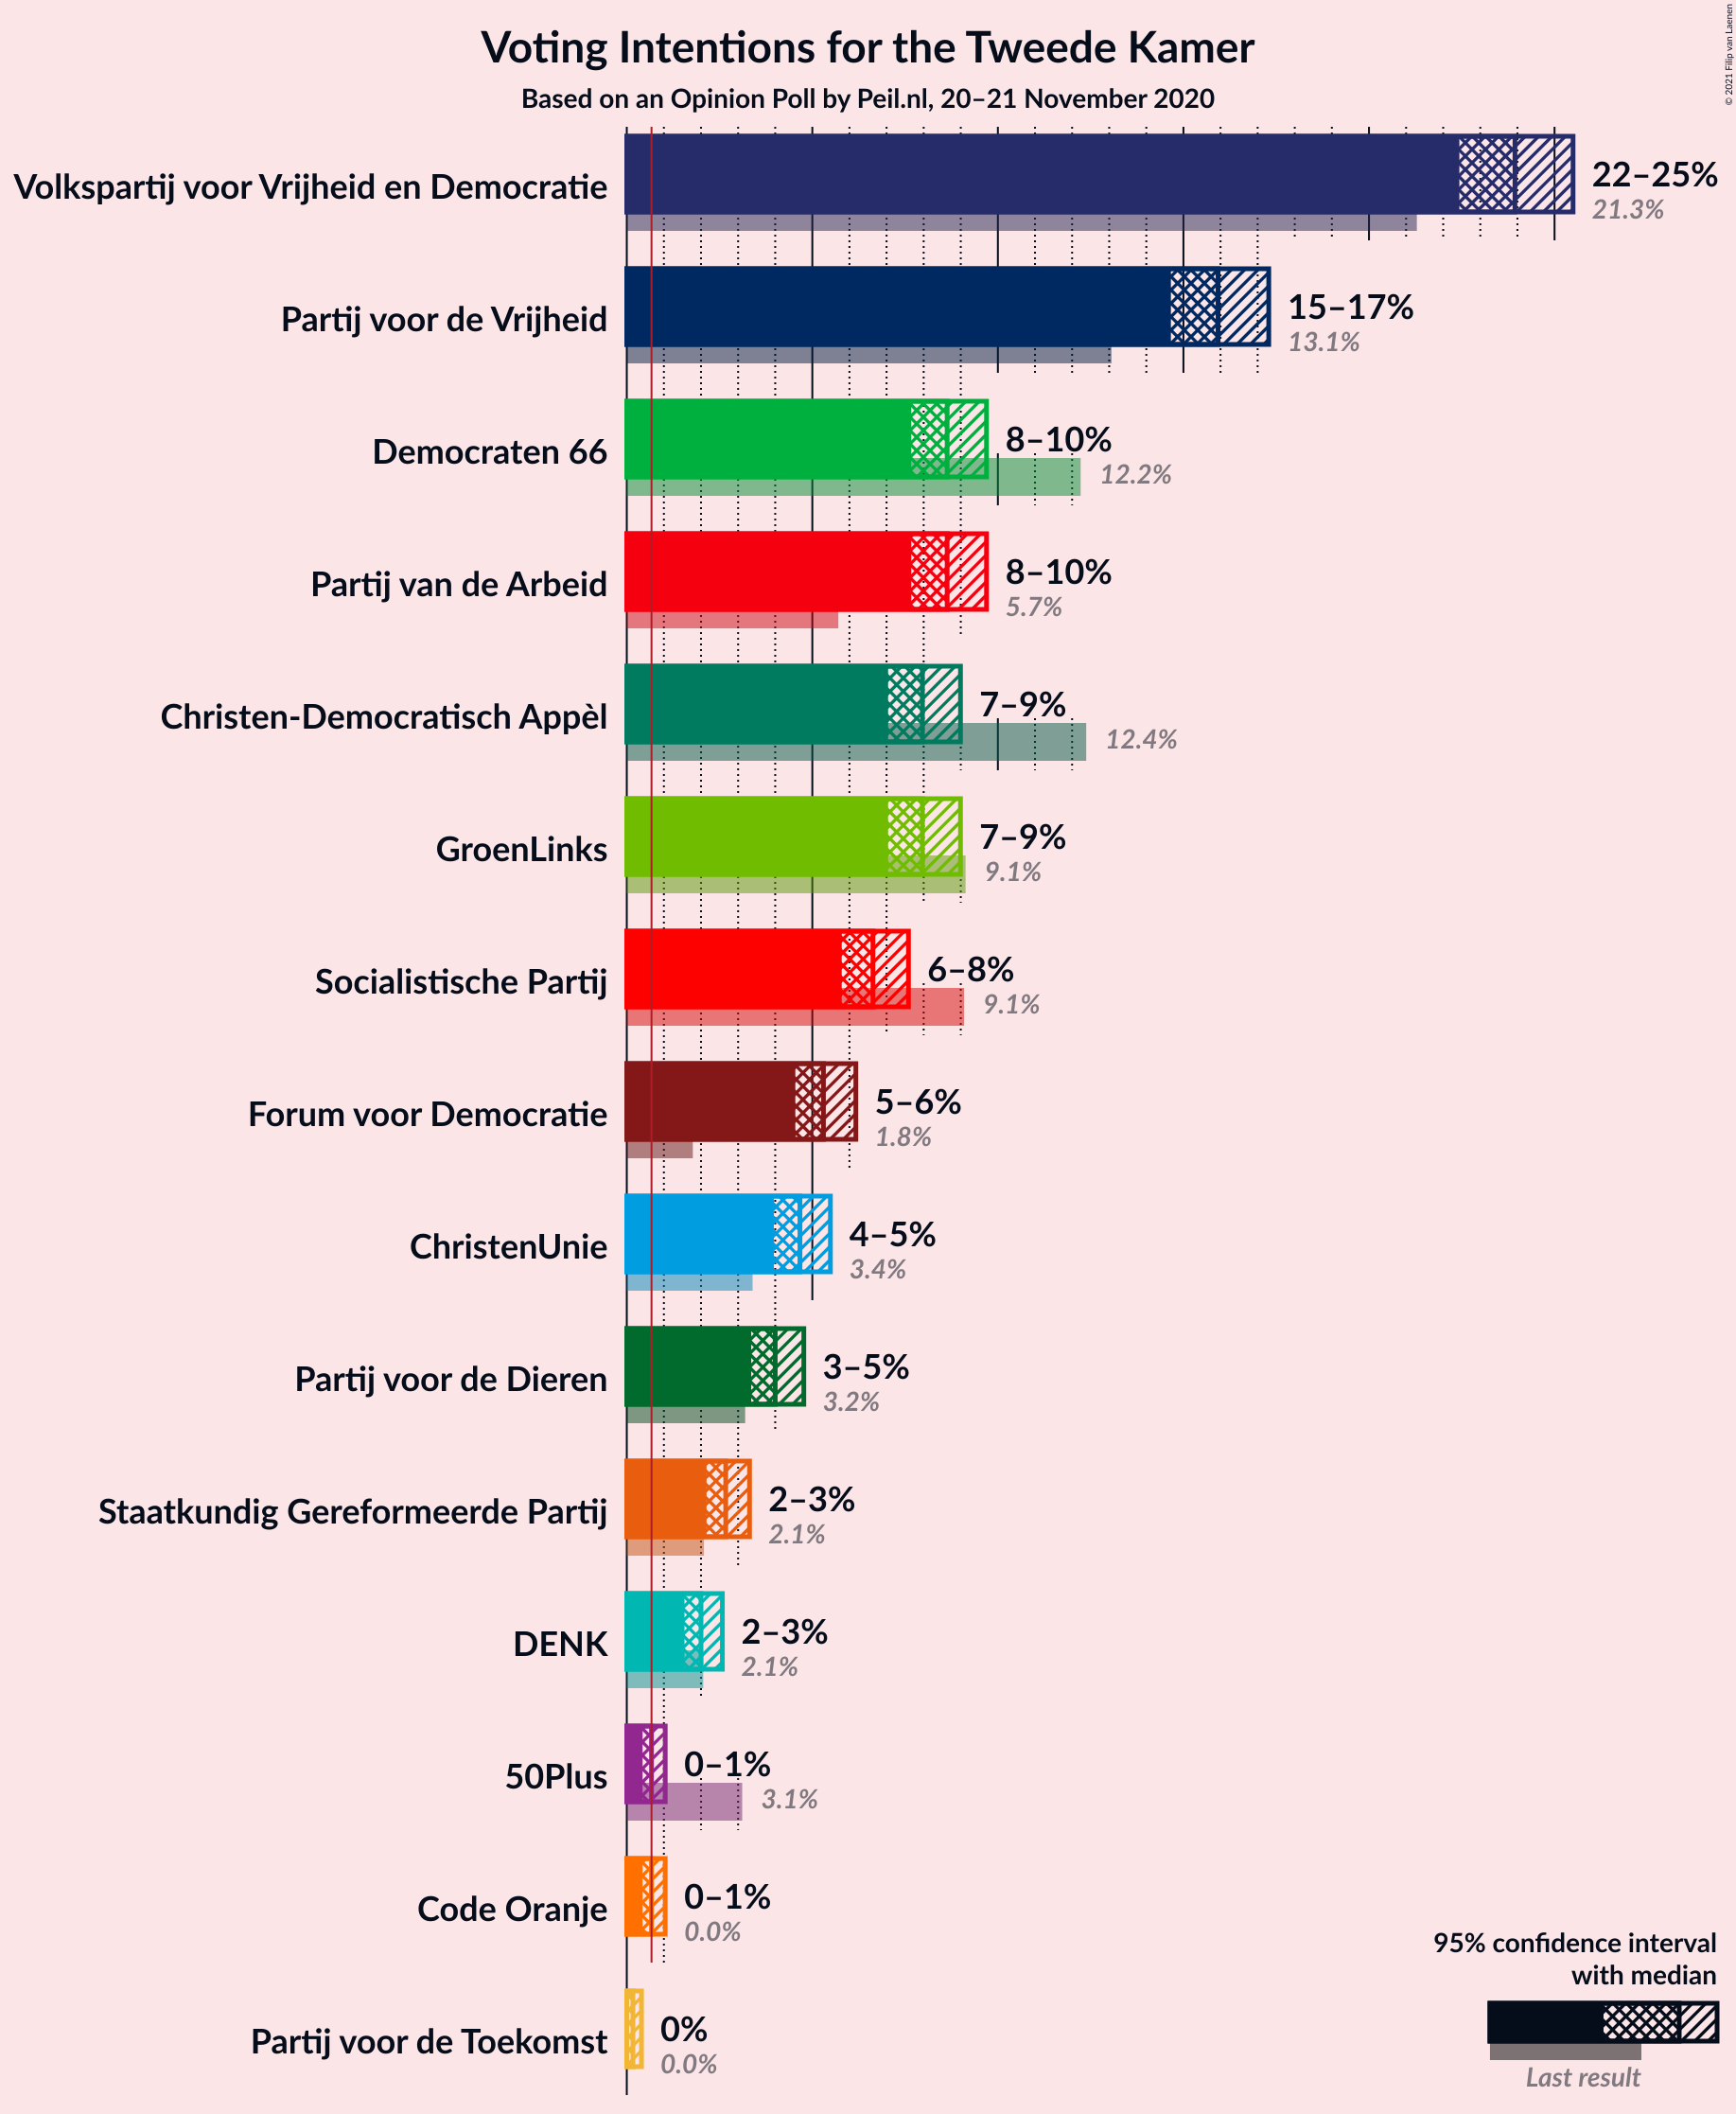 Voting Intentions for the Tweede Kamer
Based on an Opinion Poll by Peil.nl, 20–21 November 2020
© 2021 Filip van Laenen
Volkspartij voor Vrijheid en Democratie
22–25%
21.3%
Partij voor de Vrijheid
15–17%
13.1%
Democraten 66
8–10%
12.2%
Partij van de Arbeid
8–10%
5.7%
Christen-Democratisch Appèl
7–9%
12.4%
GroenLinks
7–9%
9.1%
Socialistische Partij
6–8%
9.1%
Forum voor Democratie
5–6%
1.8%
ChristenUnie
4–5%
3.4%
Partij voor de Dieren
3–5%
3.2%
Staatkundig Gereformeerde Partij
2–3%
2.1%
DENK
2–3%
2.1%
50Plus
0–1%
3.1%
Code Oranje
0–1%
0.0%
Partij voor de Toekomst
0%
0.0%
95% confidence interval
with median
Last result